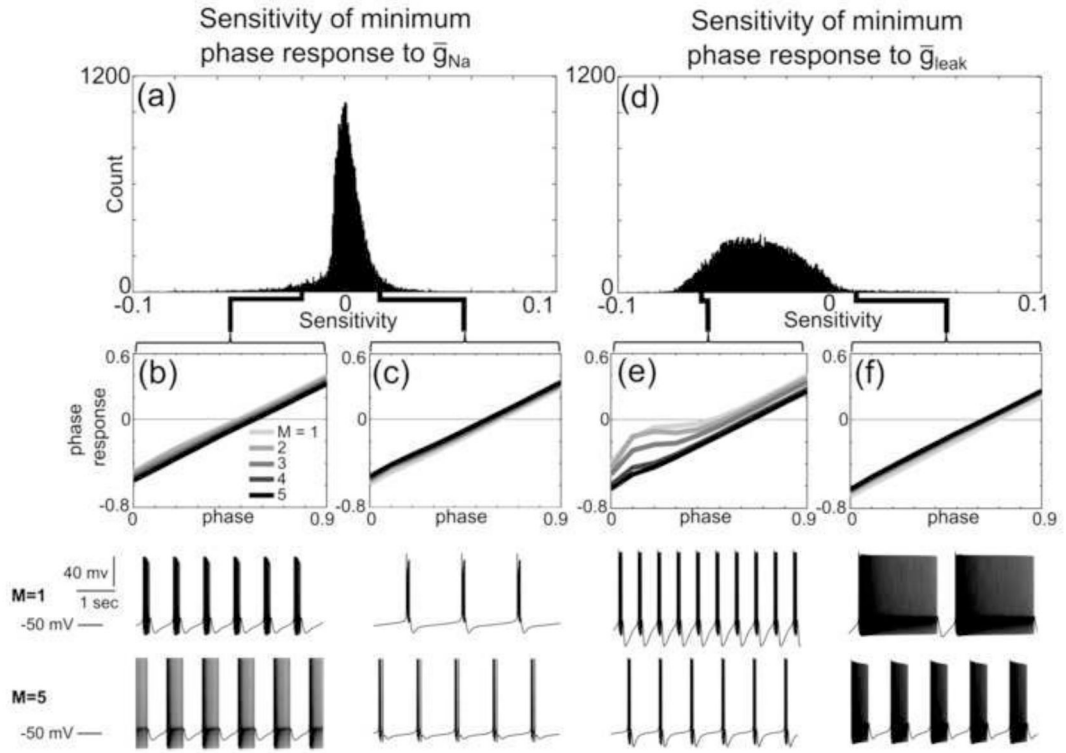 Sensitivity of minimum
phase response to g̅Na
Sensitivity of minimum
phase response to g̅leak
1200
(a)
Count
0
-0.1
0
0.1
Sensitivity
1200
(d)
0
-0.1
0
0.1
Sensitivity
0.6
(b)
phase
response
0
M = 1
2
3
4
5
-0.8
0
phase
0.9
0.6
(c)
0
-0.8
0
phase
0.9
0.6
(e)
0
-0.8
0
phase
0.9
0.6
(f)
0
-0.8
0
phase
0.9
40 mv
1 sec
M=1
-50 mV
M=5
-50 mV